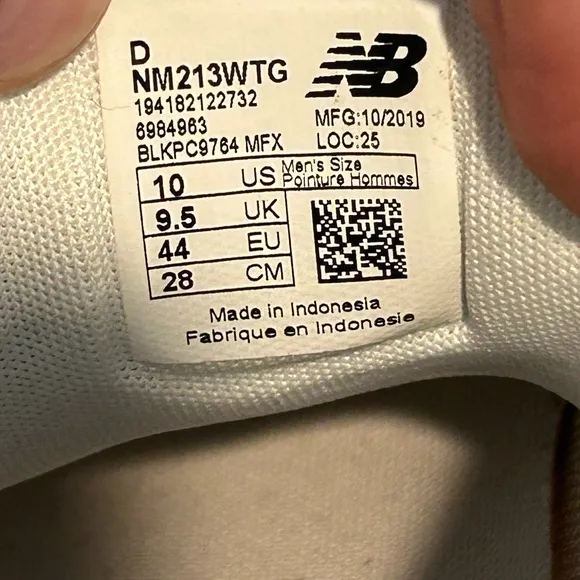 D
NM213WTG
NB
194182122732
6984963
MFG:10/2019
BLKPC9764 MFX
LOC:25
10 US Men's Size
Pointure Hommes
9.5 UK
44 EU
28 CM
Made in Indonesia
Fabrique en Indonesie